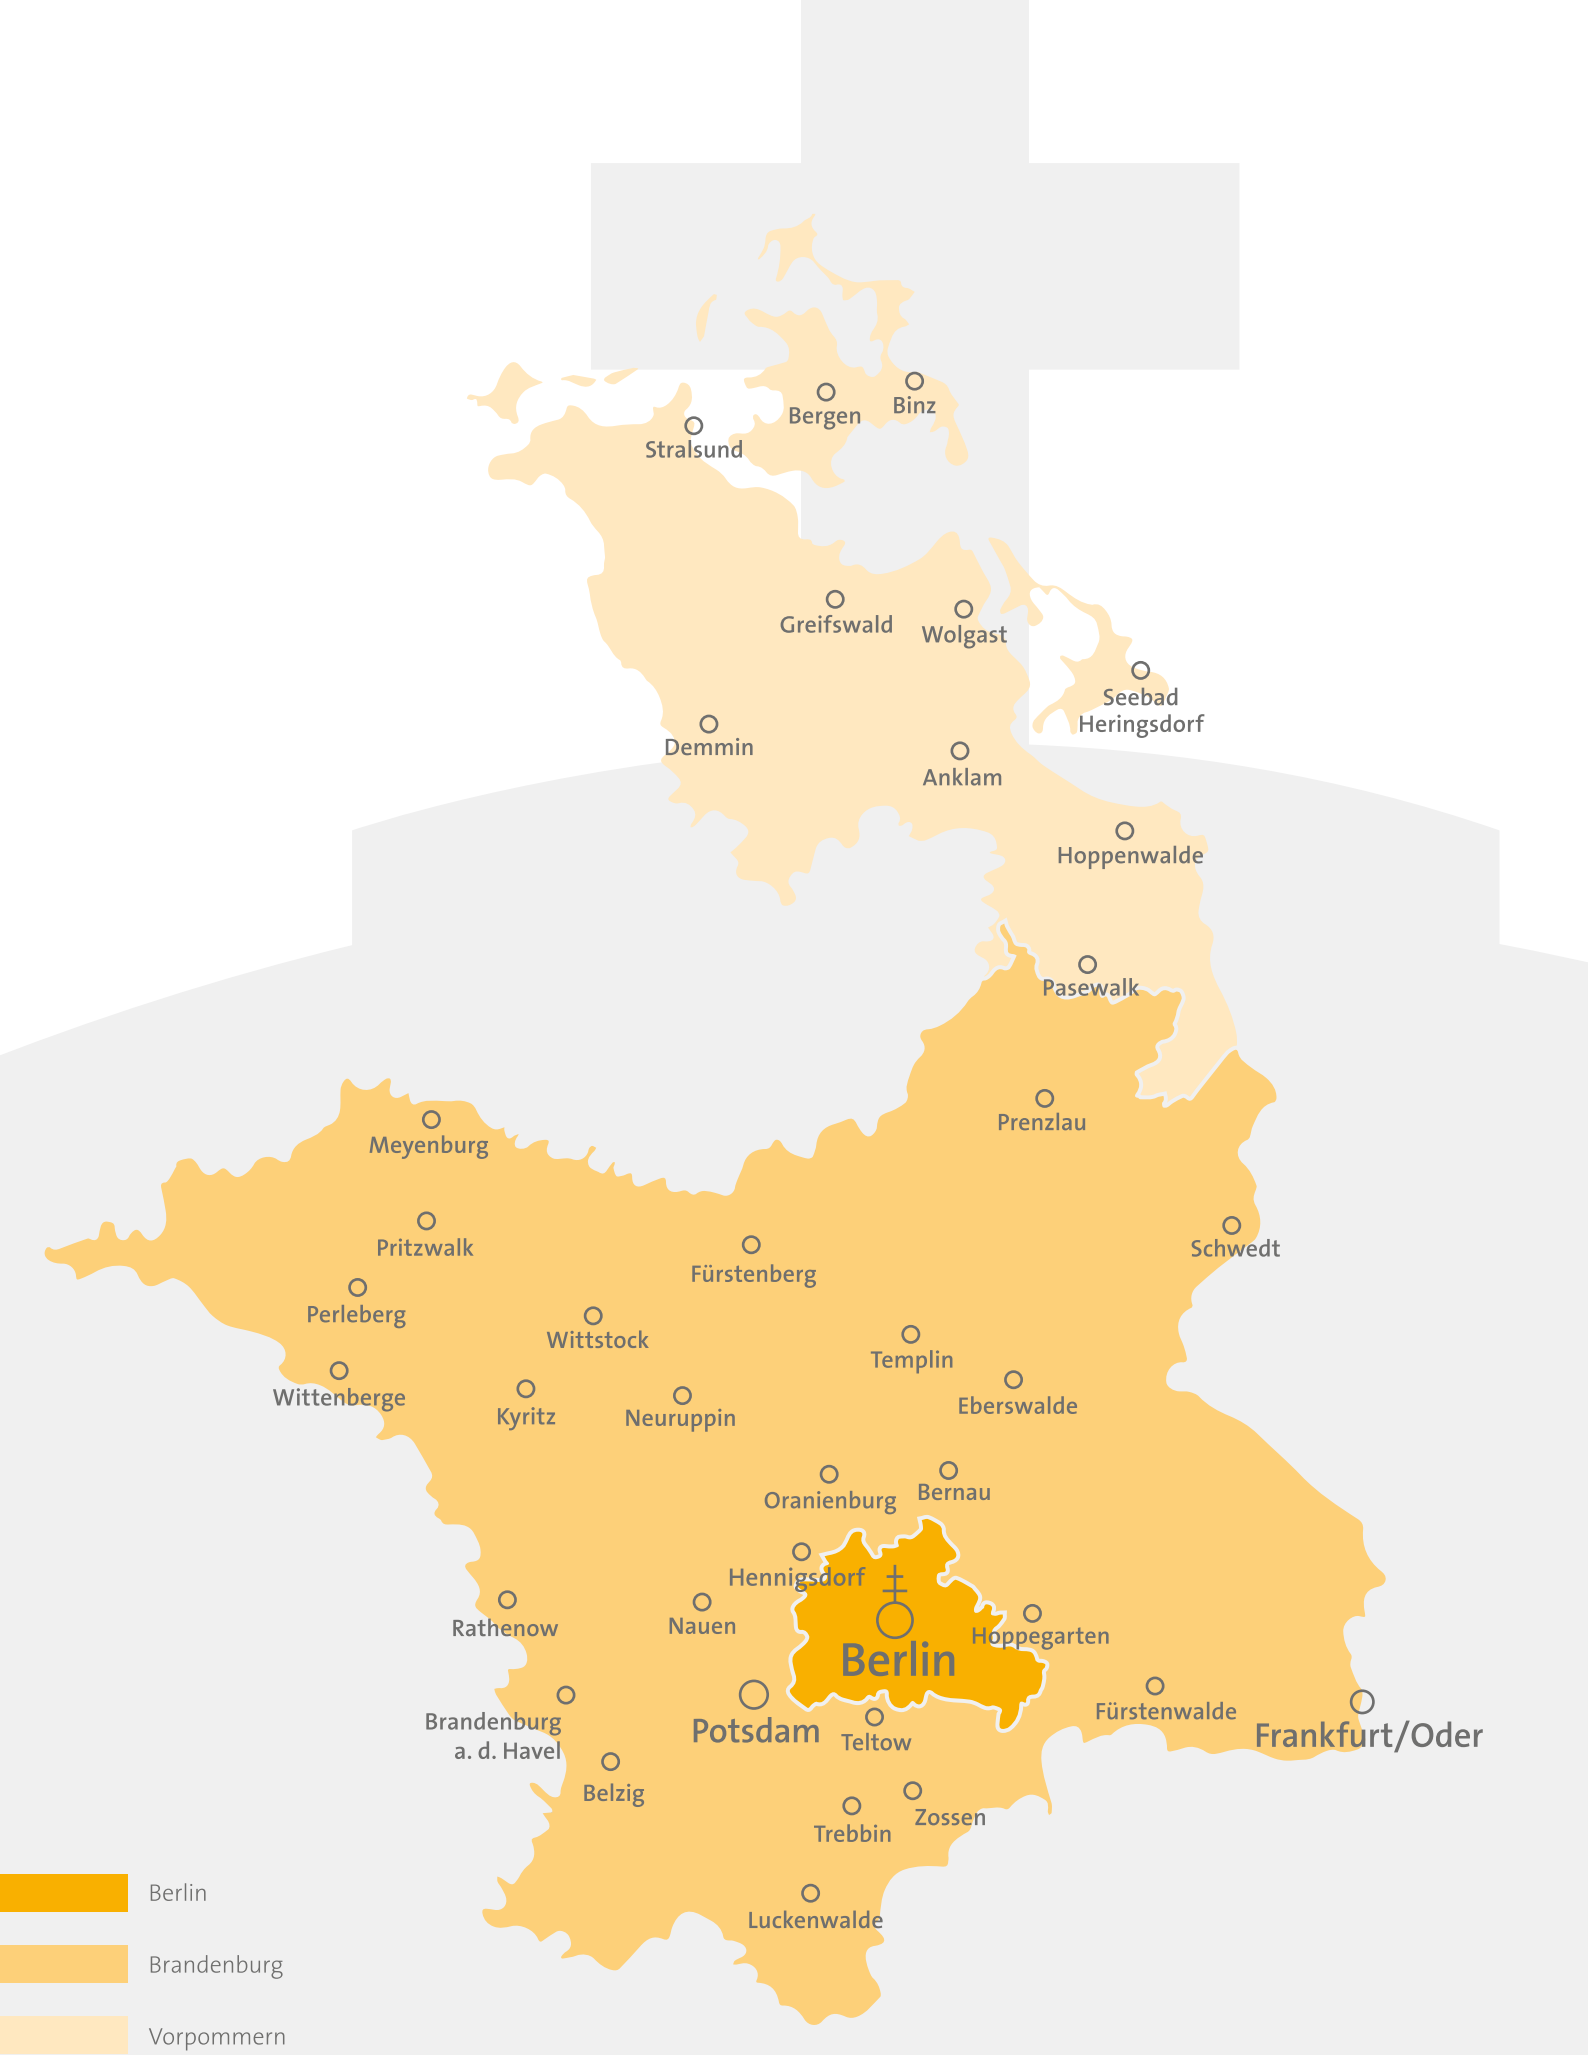 Binz
Bergen
Stralsund
Greifswald
Wolgast
Seebad
Heringsdorf
Demmin
Anklam
Hoppenwalde
Pasewalk
Prenzlau
Meyenburg
Pritzwalk
Schwedt
Fürstenberg
Perleberg
Wittstock
Templin
Wittenberge
Eberswalde
Kyritz
Neuruppin
Bernau
Oranienburg
Hennigsdorf
Nauen
Rathenow
Hoppegarten
Berlin
Fürstenwalde
Brandenburg
a. d. Havel
Potsdam
Teltow
Frankfurt/Oder
Belzig
Zossen
Trebbin
Luckenwalde
Berlin
Brandenburg
Vorpommern